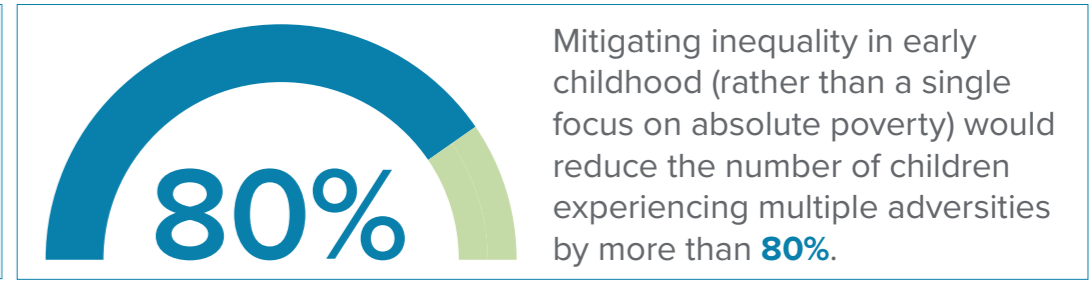 80%
Mitigating inequality in early
childhood (rather than a single
focus on absolute poverty) would
reduce the number of children
experiencing multiple adversities
by more than 80%.